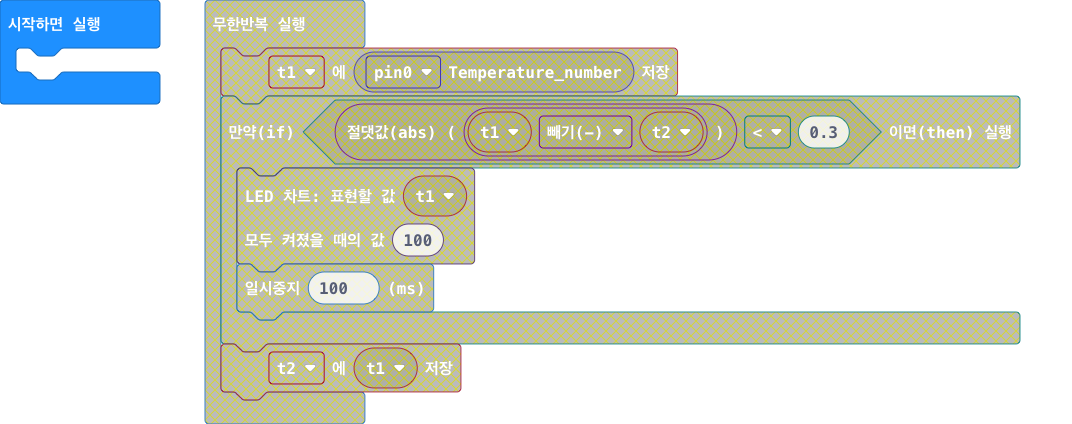 시작하면 실행
무한반복 실행
t1 에 pin0 Temperature_number 저장
만약(if) 절댓값(abs) ( t1 빼기(-) t2 ) < 0.3 이면(then) 실행
LED 차트: 표현할 값 t1
모두 켜졌을 때의 값 100
일시중지 100 (ms)
t2 에 t1 저장